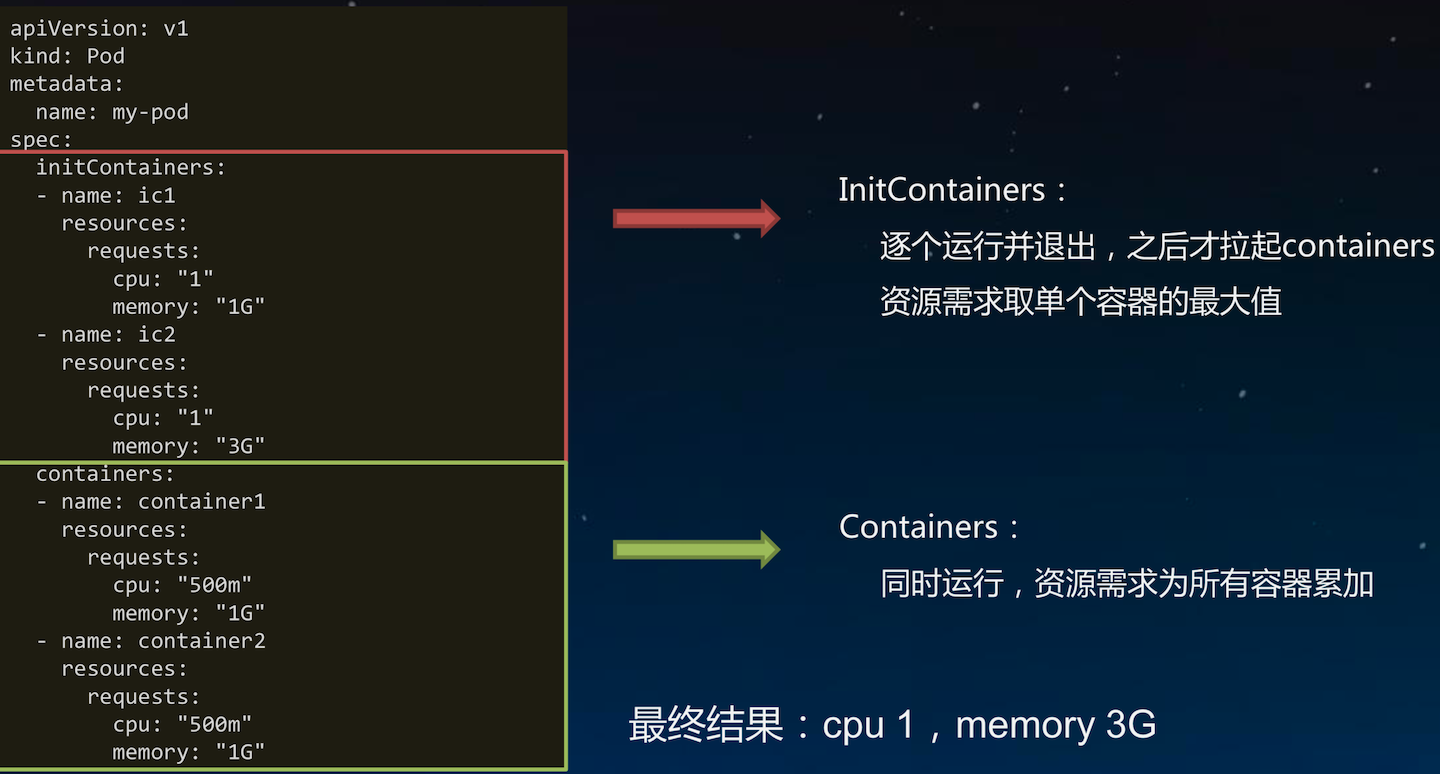 apiVersion: v1
kind: Pod
metadata:
  name: my-pod
spec:
  initContainers:
  - name: ic1
    resources:
      requests:
        cpu: "1"
        memory: "1G"
  - name: ic2
    resources:
      requests:
        cpu: "1"
        memory: "3G"
  containers:
  - name: container1
    resources:
      requests:
        cpu: "500m"
        memory: "1G"
  - name: container2
    resources:
      requests:
        cpu: "500m"
        memory: "1G"
InitContainers：
逐个运行并退出，之后才拉起containers
资源需求取单个容器的最大值
Containers：
同时运行，资源需求为所有容器累加
最终结果：cpu 1，memory 3G